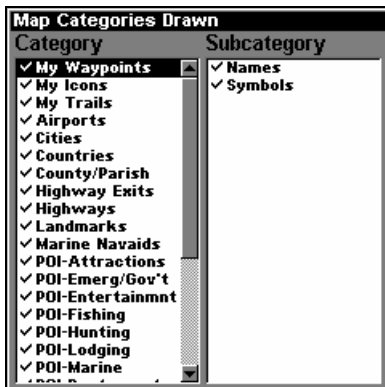 Map Categories Drawn
Category
My Waypoints
My Icons
My Trails
Airports
Cities
Countries
County/Parish
Highway Exits
Highways
Landmarks
Marine Navaids
POI-Attractions
POI-Emerg/Gov't
POI-Entertainmnt
POI-Fishing
POI-Hunting
POI-Lodging
POI-Marine
Subcategory
Names
Symbols